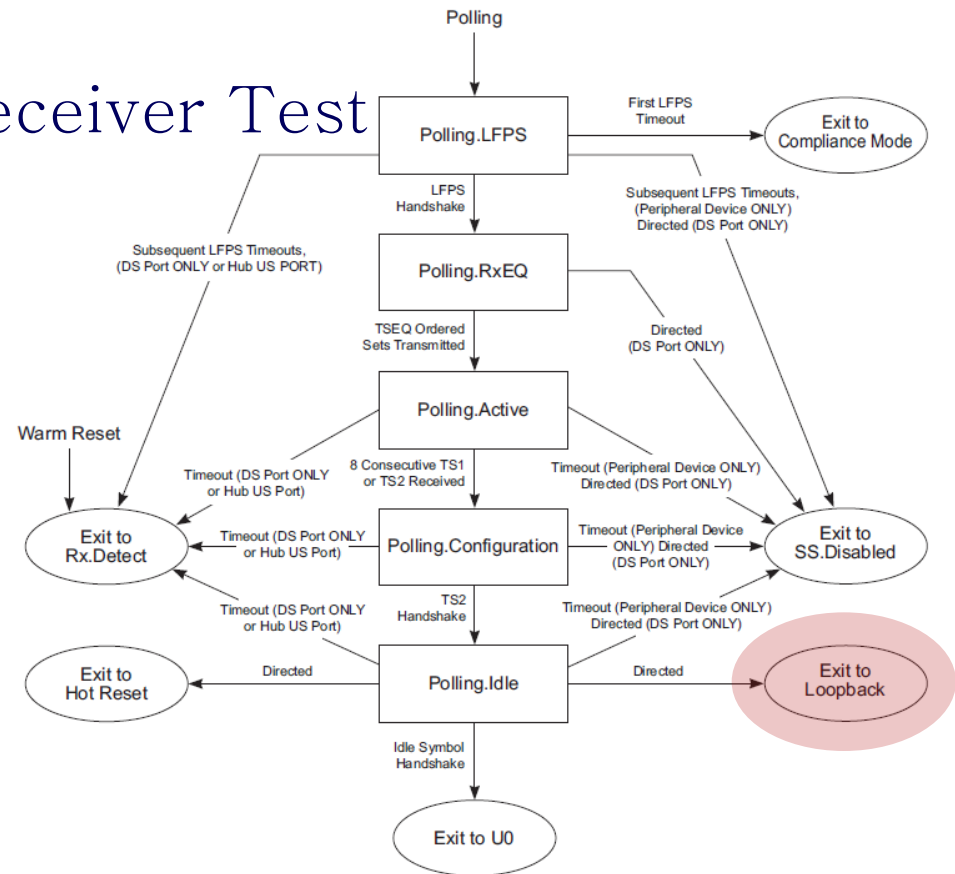 Polling
eceiver Test
Polling.LFPS
First LFPS
Timeout
Exit to
Compliance Mode
LFPS
Handshake
Subsequent LFPS Timeouts,
(Peripheral Device ONLY)
Directed (DS Port ONLY)
Subsequent LFPS Timeouts,
(DS Port ONLY or Hub US PORT)
Polling.RxEQ
TSEQ Ordered
Sets Transmitted
Directed
(DS Port ONLY)
Polling.Active
Warm Reset
Timeout (DS Port ONLY
or Hub US Port)
8 Consecutive TS1
or TS2 Received
Timeout (Peripheral Device ONLY)
Directed (DS Port ONLY)
Exit to
Rx.Detect
Timeout (DS Port ONLY
or Hub US Port)
Polling.Configuration
Timeout (Peripheral Device
ONLY) Directed
(DS Port ONLY)
Exit to
SS.Disabled
Timeout (DS Port ONLY
or Hub US Port)
TS2
Handshake
Timeout (Peripheral Device ONLY)
Directed (DS Port ONLY)
Exit to
Hot Reset
Directed
Polling.Idle
Directed
Exit to
Loopback
Idle Symbol
Handshake
Exit to U0